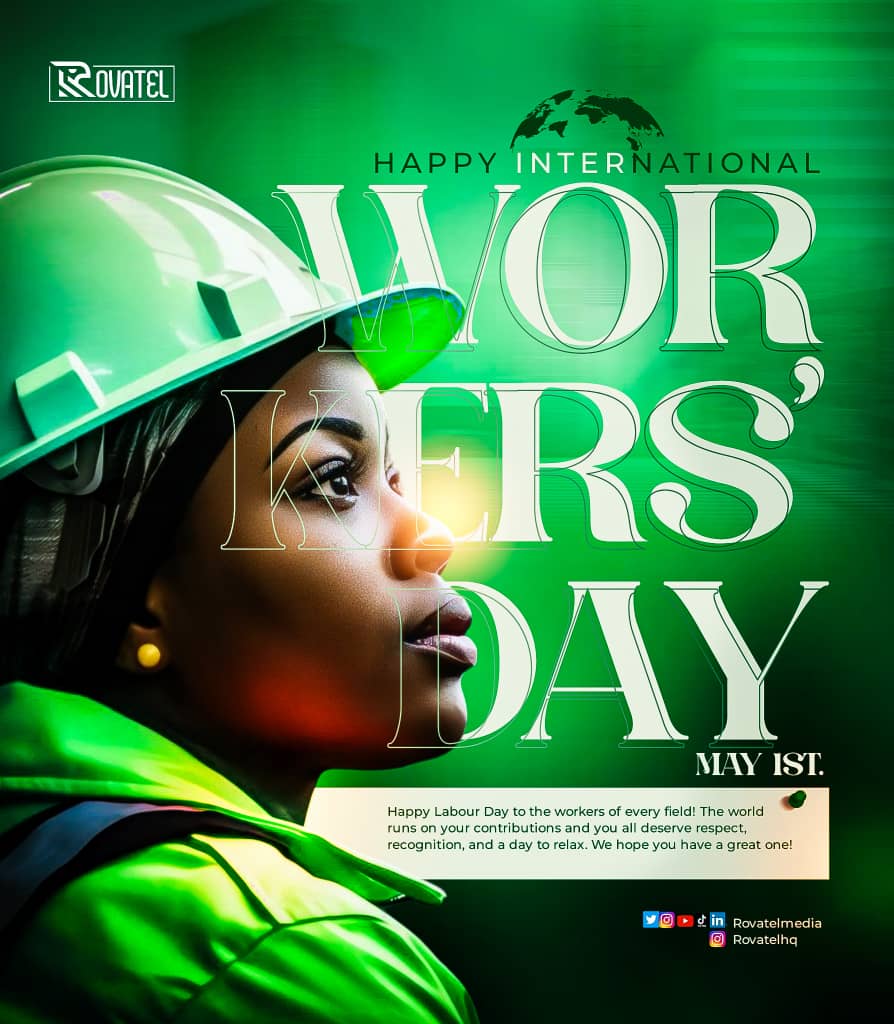 ROVATEL
HAPPY INTERNATIONAL
WOR
KERS'
DAY
MAY 1ST.
Happy Labour Day to the workers of every field! The world
runs on your contributions and you all deserve respect,
recognition, and a day to relax. We hope you have a great one!
Rovatelmedia
Rovatelhq